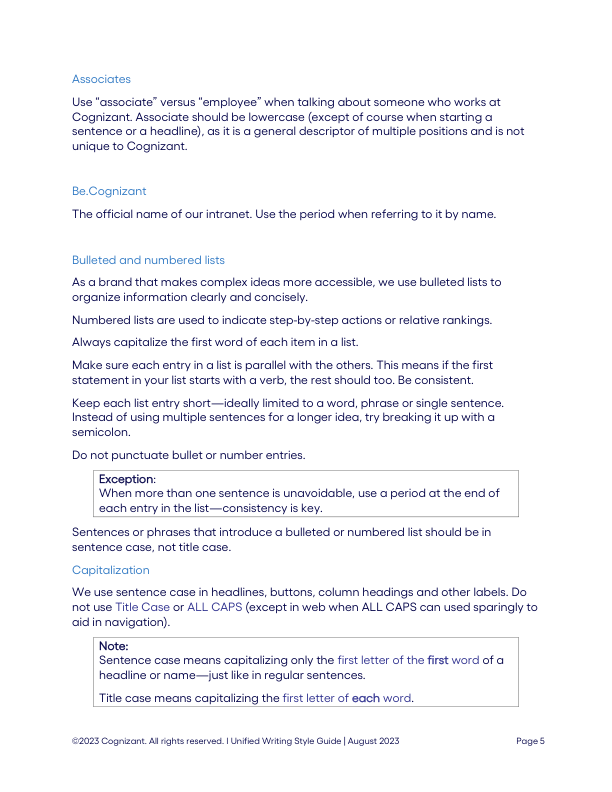 Associates
Use “associate” versus “employee” when talking about someone who works at
Cognizant. Associate should be lowercase (except of course when starting a
sentence or a headline), as it is a general descriptor of multiple positions and is not
unique to Cognizant.
Be.Cognizant
The official name of our intranet. Use the period when referring to it by name.
Bulleted and numbered lists
As a brand that makes complex ideas more accessible, we use bulleted lists to
organize information clearly and concisely.
Numbered lists are used to indicate step-by-step actions or relative rankings.
Always capitalize the first word of each item in a list.
Make sure each entry in a list is parallel with the others. This means if the first
statement in your list starts with a verb, the rest should too. Be consistent.
Keep each list entry short—ideally limited to a word, phrase or single sentence.
Instead of using multiple sentences for a longer idea, try breaking it up with a
semicolon.
Do not punctuate bullet or number entries.
Exception:
When more than one sentence is unavoidable, use a period at the end of
each entry in the list—consistency is key.
Sentences or phrases that introduce a bulleted or numbered list should be in
sentence case, not title case.
Capitalization
We use sentence case in headlines, buttons, column headings and other labels. Do
not use Title Case or ALL CAPS (except in web when ALL CAPS can used sparingly to
aid in navigation).
Note:
Sentence case means capitalizing only the first letter of the first word of a
headline or name—just like in regular sentences.
Title case means capitalizing the first letter of each word.
©2023 Cognizant. All rights reserved. I Unified Writing Style Guide | August 2023 Page 5